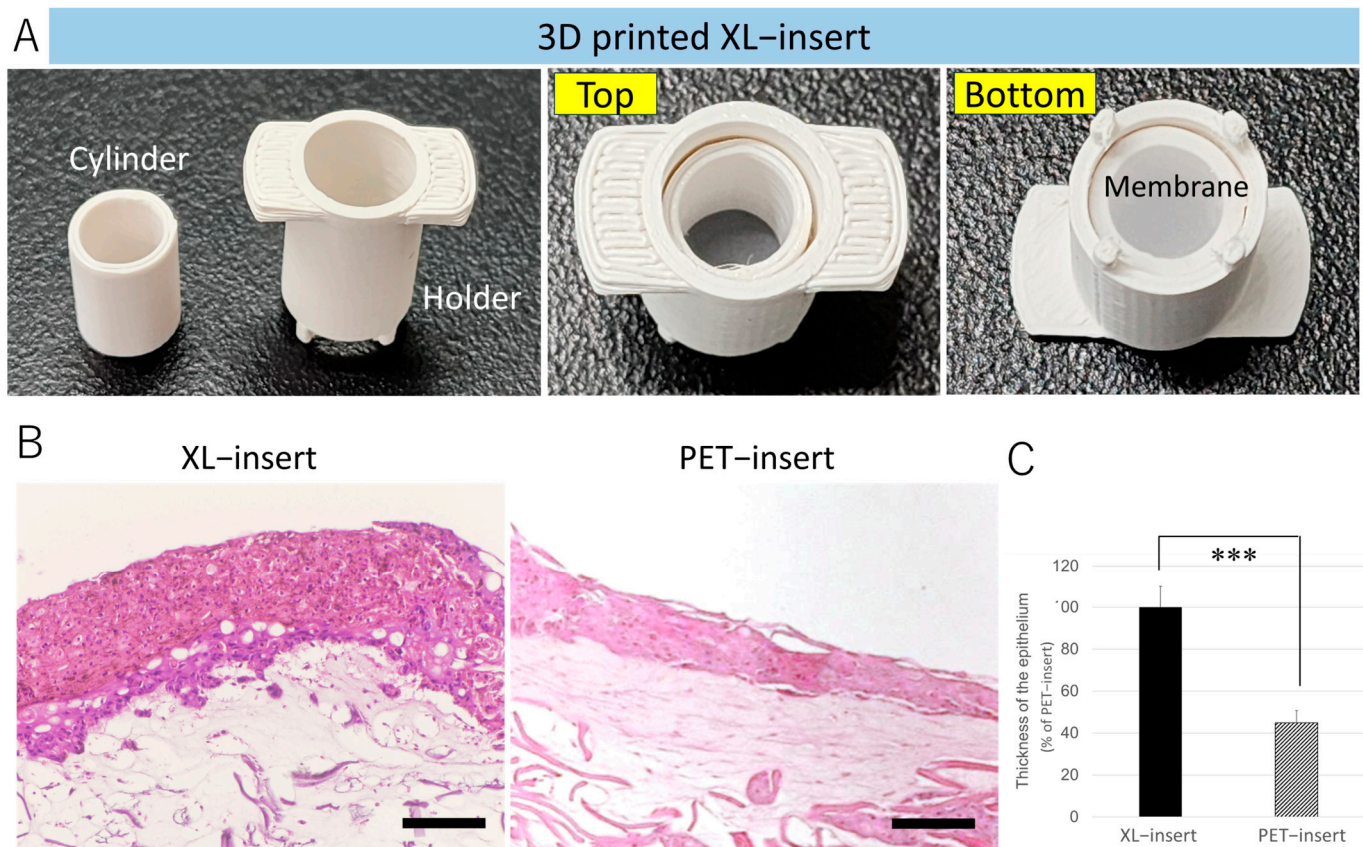 A
3D printed XL−insert
Cylinder
Holder
Top
Bottom
Membrane
B
XL−insert
PET−insert
C
***
Thickness of the epithelium
(% of PET−insert)
120
100
80
60
40
20
0
XL−insert
PET−insert